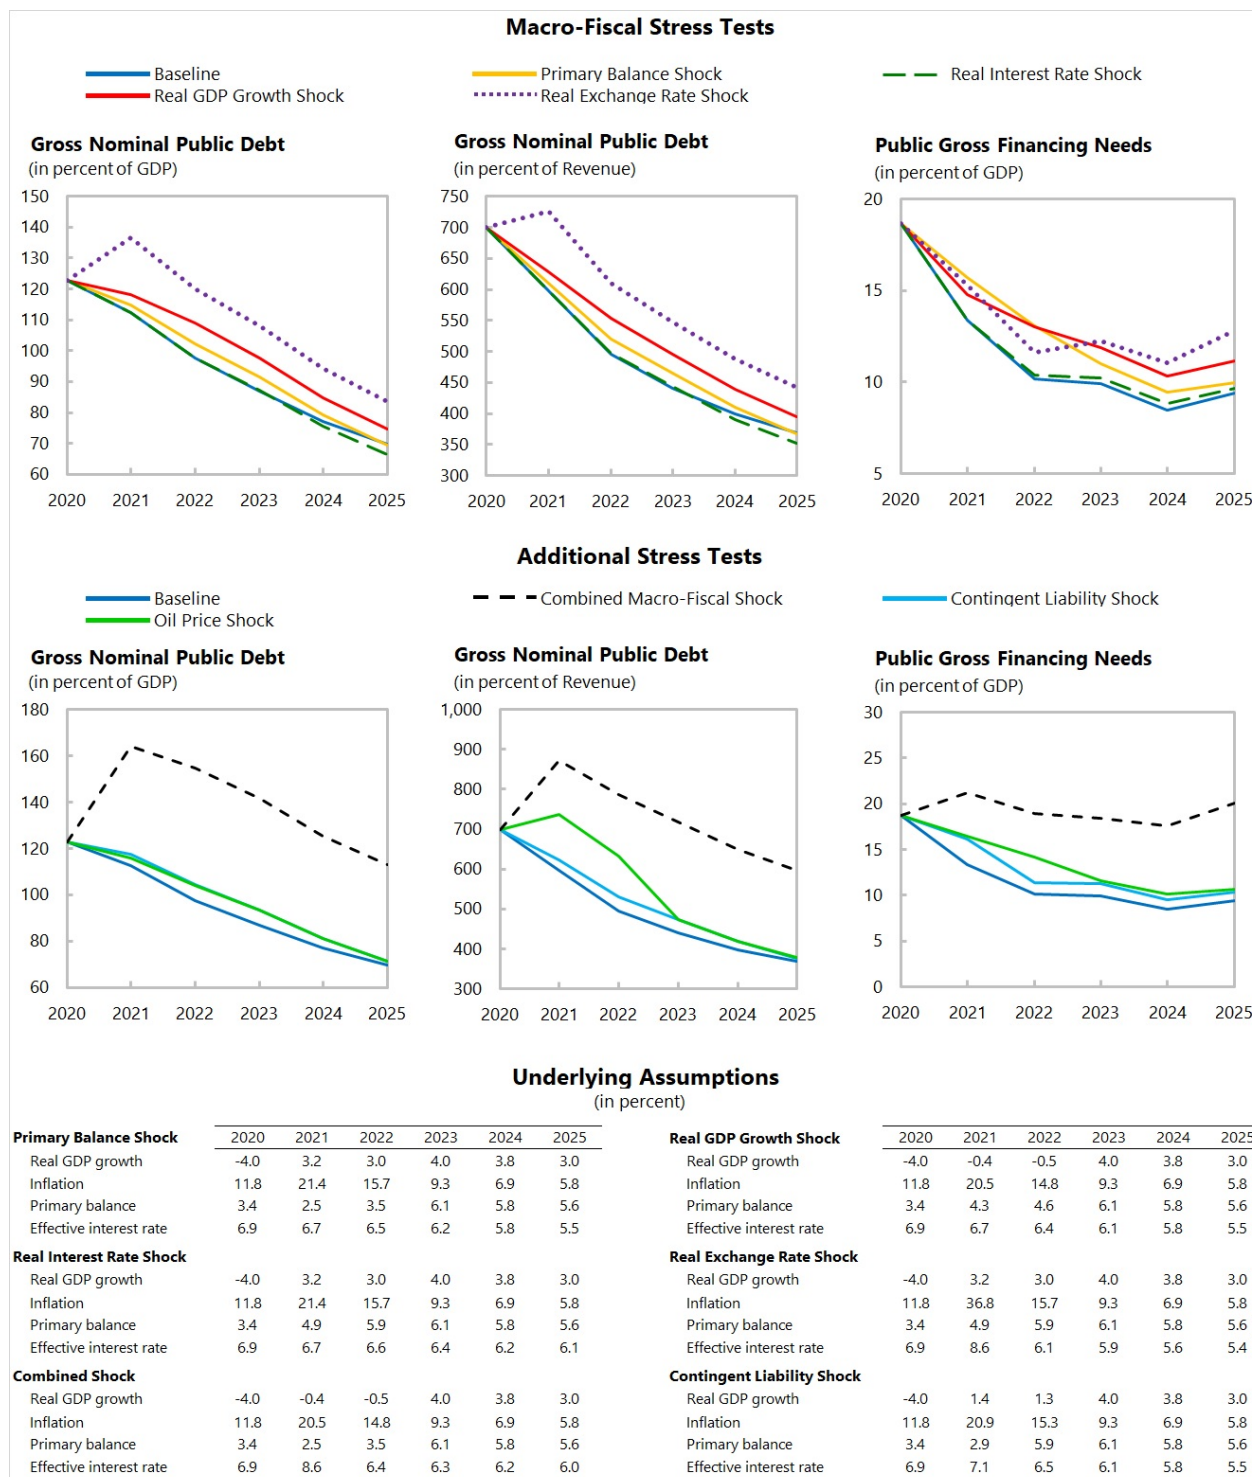 Macro-Fiscal Stress Tests
Baseline
Primary Balance Shock
Real Interest Rate Shock
Real GDP Growth Shock
Real Exchange Rate Shock
Gross Nominal Public Debt
(in percent of GDP)
150
140
130
120
110
100
90
80
70
60
2020 2021 2022 2023 2024 2025
Gross Nominal Public Debt
(in percent of Revenue)
750
700
650
600
550
500
450
400
350
300
2020 2021 2022 2023 2024 2025
Public Gross Financing Needs
(in percent of GDP)
20
15
10
5
2020 2021 2022 2023 2024 2025
Additional Stress Tests
Baseline
Combined Macro-Fiscal Shock
Contingent Liability Shock
Oil Price Shock
Gross Nominal Public Debt
(in percent of GDP)
180
160
140
120
100
80
60
2020 2021 2022 2023 2024 2025
Gross Nominal Public Debt
(in percent of Revenue)
1,000
900
800
700
600
500
400
300
2020 2021 2022 2023 2024 2025
Public Gross Financing Needs
(in percent of GDP)
30
25
20
15
10
5
0
2020 2021 2022 2023 2024 2025
Underlying Assumptions
(in percent)
Primary Balance Shock 2020 2021 2022 2023 2024 2025
Real GDP growth -4.0 3.2 3.0 4.0 3.8 3.0
Inflation 11.8 21.4 15.7 9.3 6.9 5.8
Primary balance 3.4 2.5 3.5 6.1 5.8 5.6
Effective interest rate 6.9 6.7 6.5 6.2 5.8 5.5
Real GDP Growth Shock 2020 2021 2022 2023 2024 2025
Real GDP growth -4.0 -0.4 -0.5 4.0 3.8 3.0
Inflation 11.8 20.5 14.8 9.3 6.9 5.8
Primary balance 3.4 4.3 4.6 6.1 5.8 5.6
Effective interest rate 6.9 6.7 6.4 6.1 5.8 5.5
Real Interest Rate Shock
Real GDP growth -4.0 3.2 3.0 4.0 3.8 3.0
Inflation 11.8 21.4 15.7 9.3 6.9 5.8
Primary balance 3.4 4.9 5.9 6.1 5.8 5.6
Effective interest rate 6.9 6.7 6.6 6.4 6.2 6.1
Real Exchange Rate Shock
Real GDP growth -4.0 3.2 3.0 4.0 3.8 3.0
Inflation 11.8 36.8 15.7 9.3 6.9 5.8
Primary balance 3.4 4.9 5.9 6.1 5.8 5.6
Effective interest rate 6.9 8.6 6.1 5.9 5.6 5.4
Combined Shock
Real GDP growth -4.0 -0.4 -0.5 4.0 3.8 3.0
Inflation 11.8 20.5 14.8 9.3 6.9 5.8
Primary balance 3.4 2.5 3.5 6.1 5.8 5.6
Effective interest rate 6.9 8.6 6.4 6.3 6.2 6.0
Contingent Liability Shock
Real GDP growth -4.0 1.4 1.3 4.0 3.8 3.0
Inflation 11.8 20.9 15.3 9.3 6.9 5.8
Primary balance 3.4 2.9 5.9 6.1 5.8 5.6
Effective interest rate 6.9 7.1 6.5 6.1 5.8 5.5